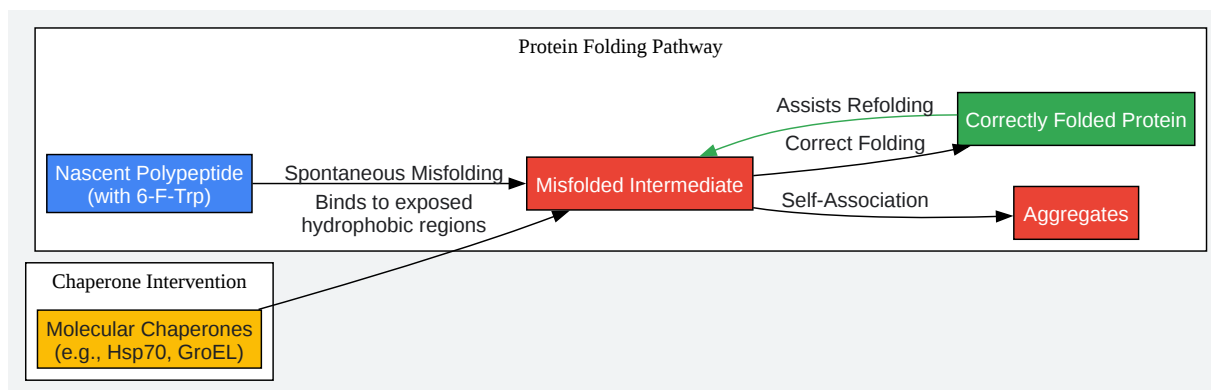 Protein Folding Pathway
Assists Refolding
Correctly Folded Protein
Correct Folding
Nascent Polypeptide
(with 6-F-Trp)
Spontaneous Misfolding
Misfolded Intermediate
Binds to exposed
hydrophobic regions
Self-Association
Aggregates
Chaperone Intervention
Molecular Chaperones
(e.g., Hsp70, GroEL)